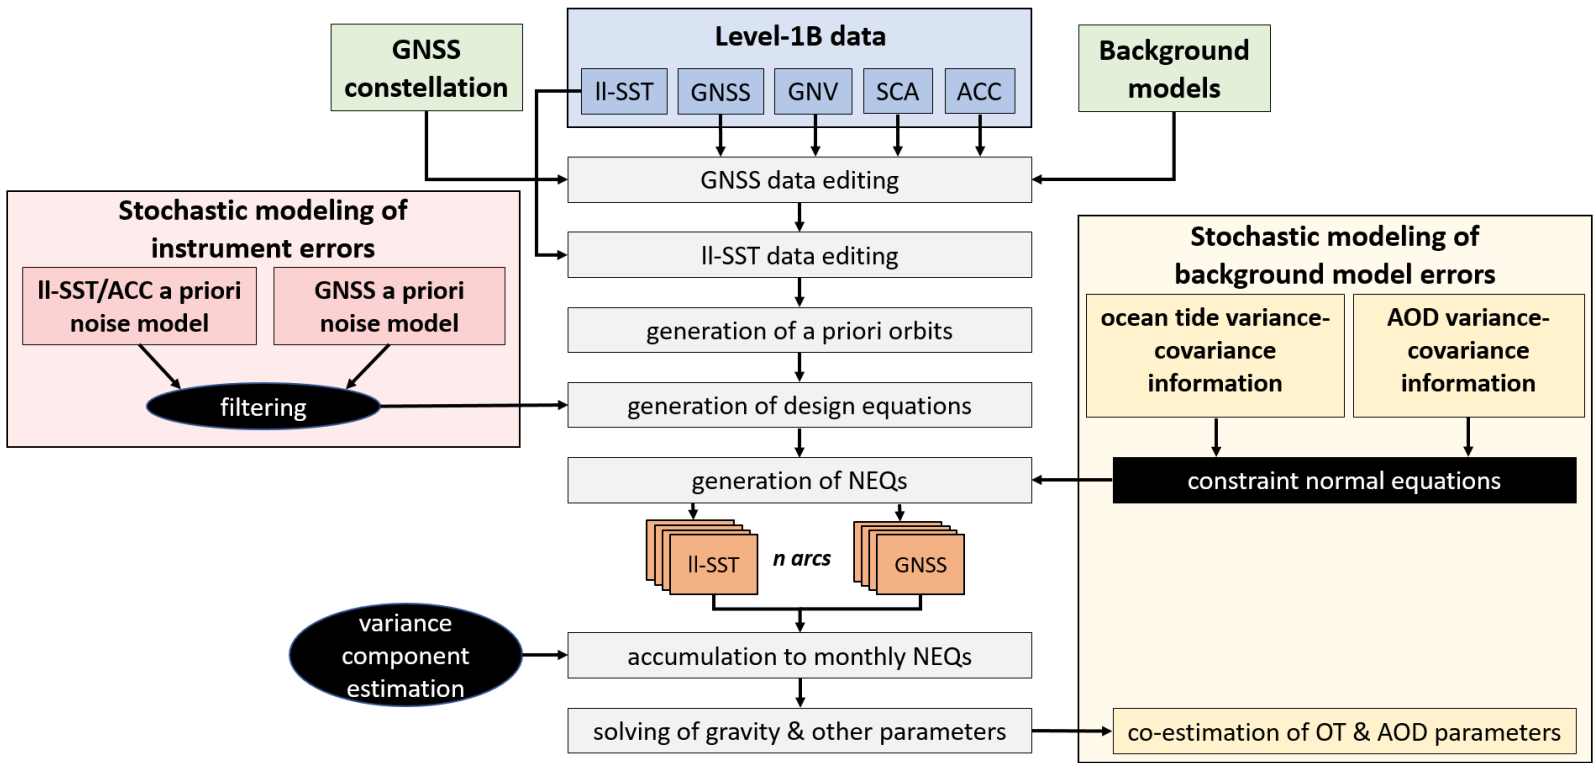 GNSS
constellation
Level-1B data
ll-SST
GNSS
GNV
SCA
ACC
Background
models
GNSS data editing
ll-SST data editing
generation of a priori orbits
generation of design equations
generation of NEQs
Stochastic modeling of
instrument errors
ll-SST/ACC a priori
noise model
GNSS a priori
noise model
filtering
Stochastic modeling of
background model errors
ocean tide variance-
covariance
information
AOD variance-
covariance
information
constraint normal equations
ll-SST
n arcs
GNSS
variance
component
estimation
accumulation to monthly NEQs
solving of gravity & other parameters
co-estimation of OT & AOD parameters